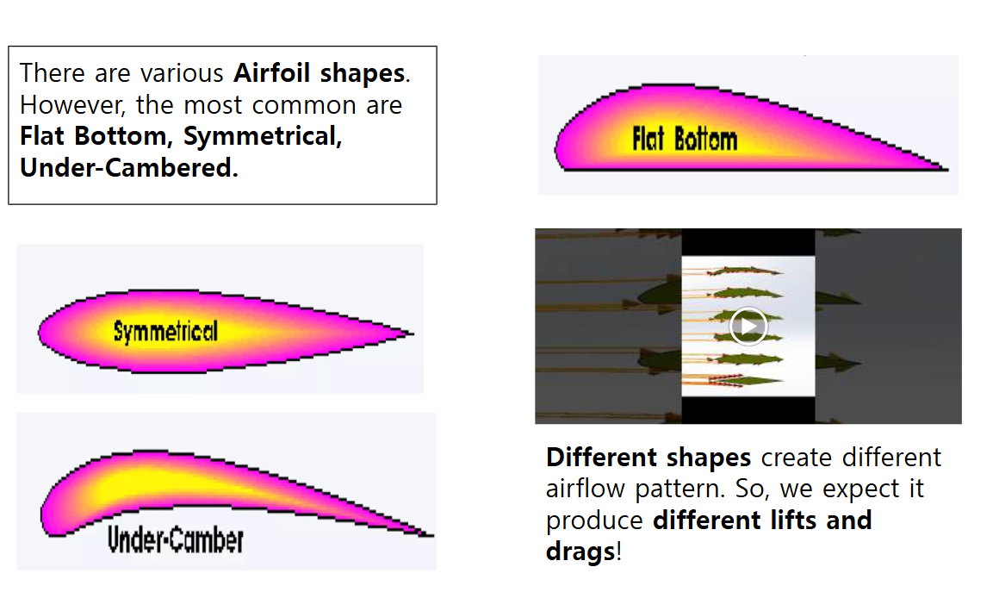 There are various Airfoil shapes.
However, the most common are
Flat Bottom, Symmetrical,
Under-Cambered.
Flat Bottom
Symmetrical
Under-Camber
Different shapes create different
airflow pattern. So, we expect it
produce different lifts and
drags!